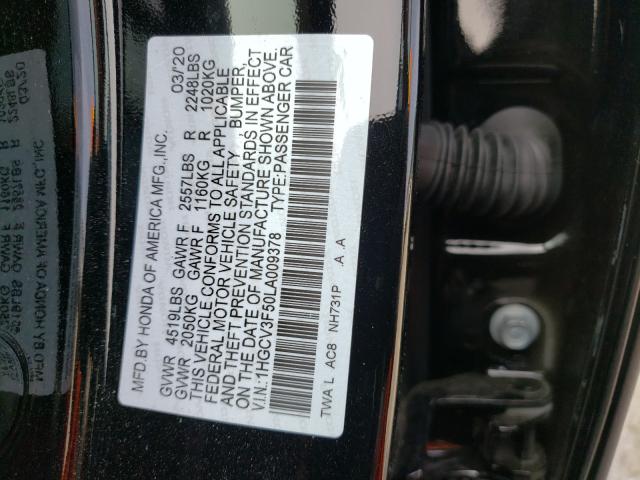 MFD.BY HONDA OF AMERICA MFG.,INC. 03/20
GVWR 4519LBS GAWR F 2557LBS R 2248LBS
GVWR 2050KG GAWR F 1160KG R 1020KG
THIS VEHICLE CONFORMS TO ALL APPLICABLE
FEDERAL MOTOR VEHICLE SAFETY BUMPER,
AND THEFT PREVENTION STANDARDS IN EFFECT
ON THE DATE OF MANUFACTURE SHOWN ABOVE.
V.I.N.:1HGCV3F50LA009378 TYPE:PASSENGER CAR
TWA L AC8 NH731P A A